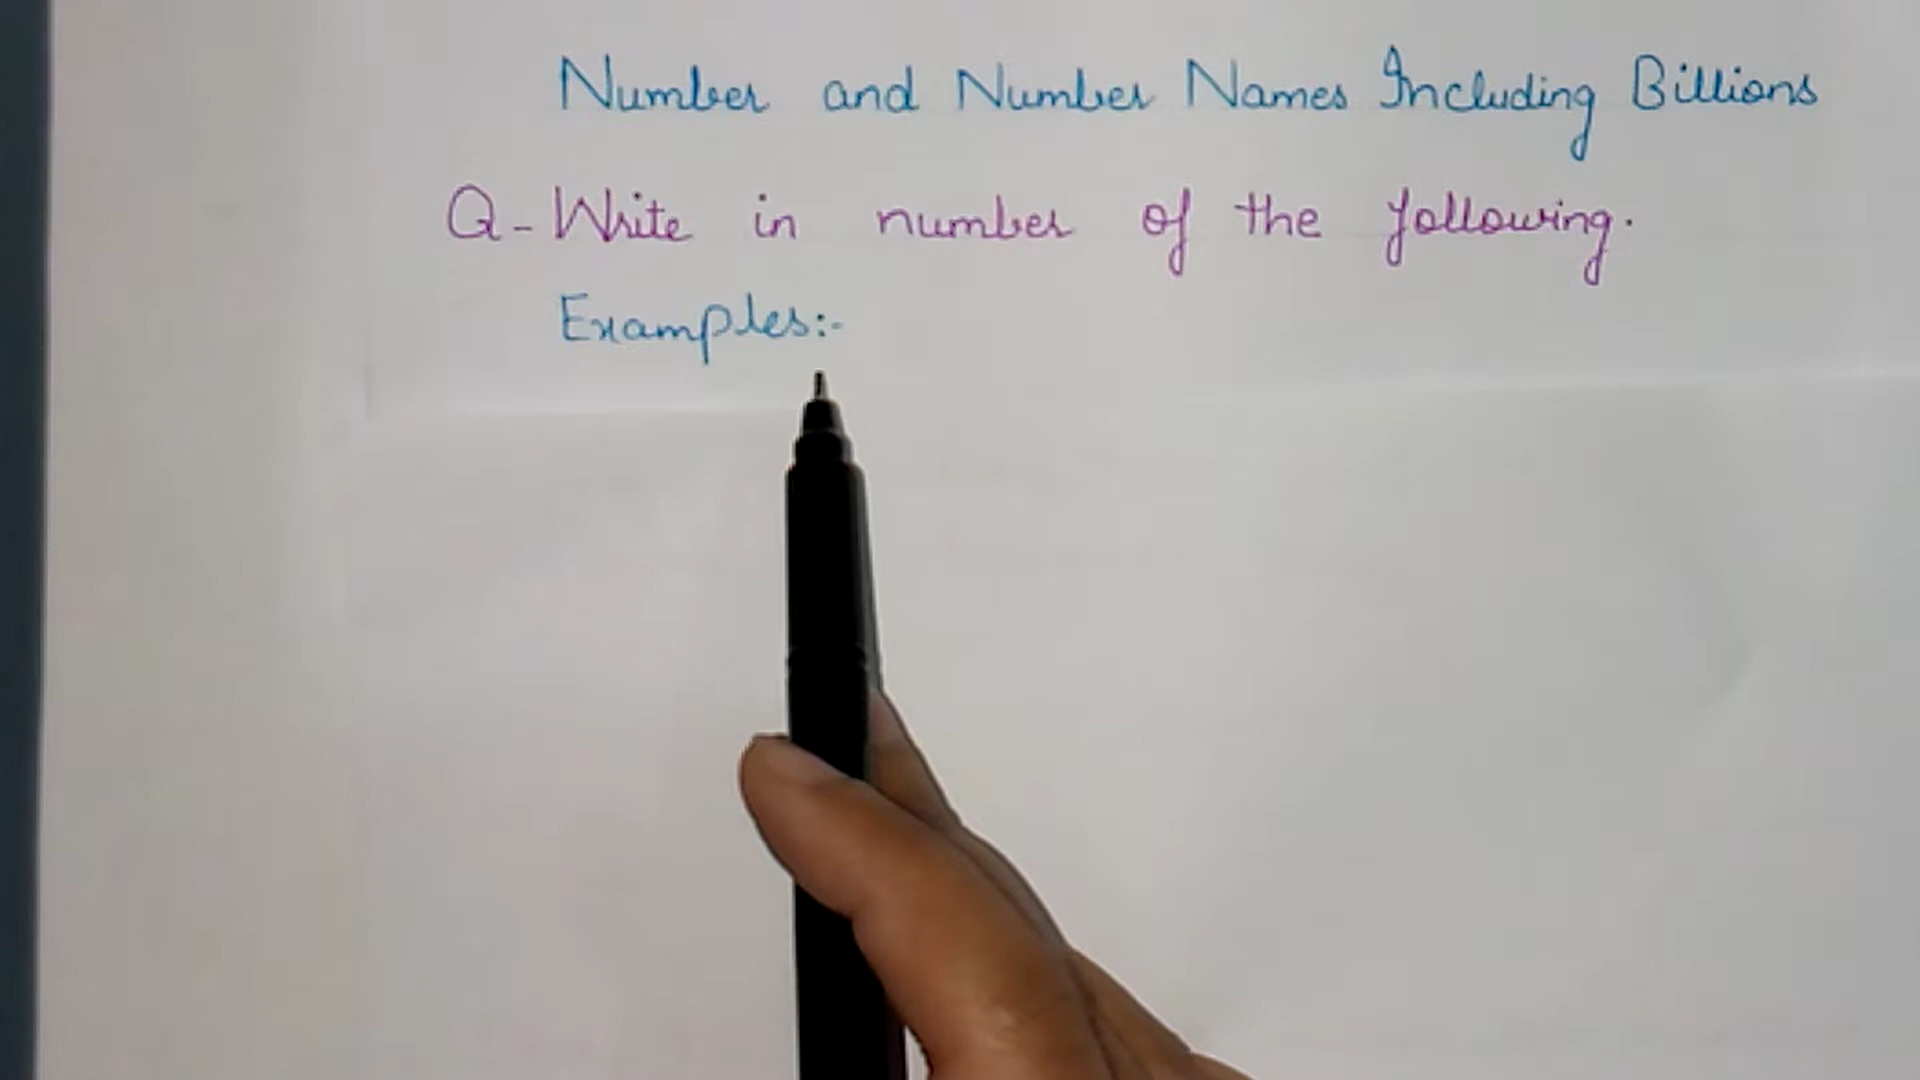 Number and Number Names Including Billions
Q-Write in number of the following.
Examples:-